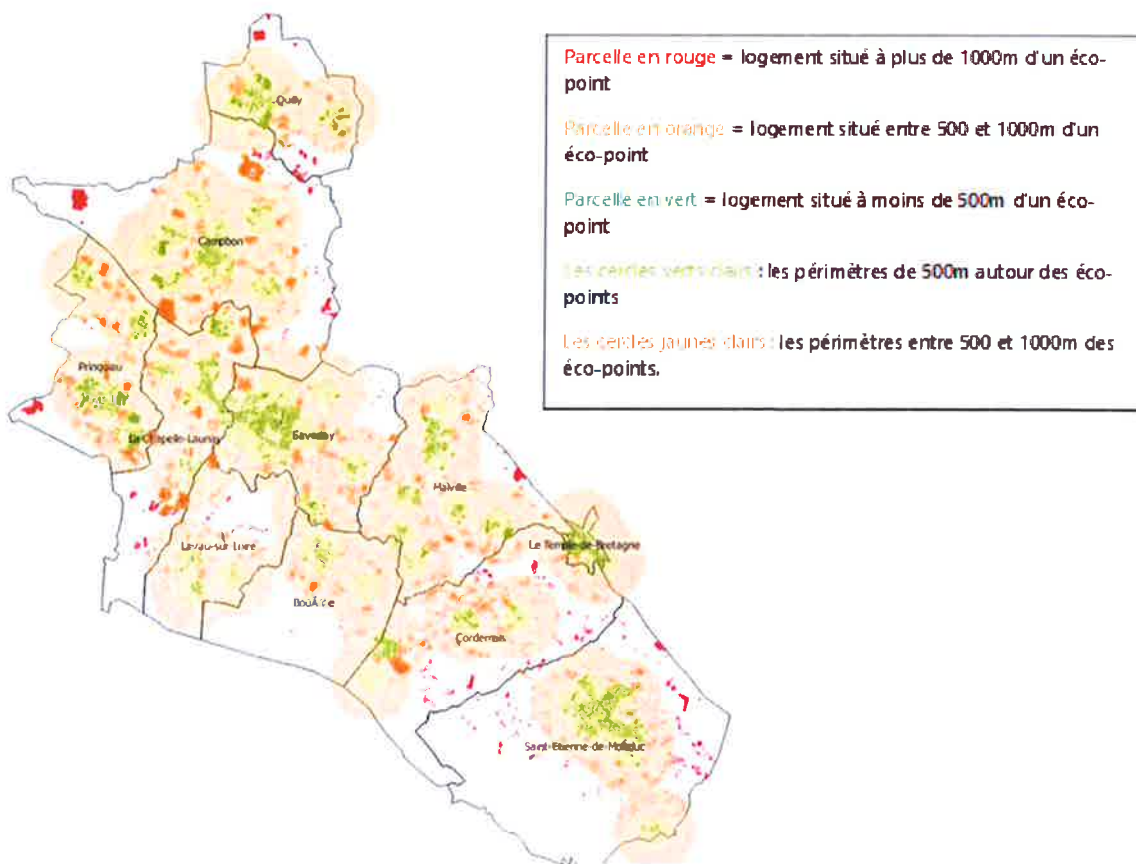 Parcelle en rouge = logement situé à plus de 1000m d'un éco-
point
Parcelle en orange = logement situé entre 500 et 1000m d'un
éco-point
Parcelle en vert = logement situé à moins de 500m d'un éco-
point
Les cercles verts clairs : les périmètres de 500m autour des éco-
points
Les cercles jaunes clairs : les périmètres entre 500 et 1000m des
éco-points.
Quilly
Campbon
Prinquiau
La Chapelle-Launay
Savenay
Malville
Lavau-sur-Loire
Le Temple-de-Bretagne
Cordemais
Saint-Etienne-de-Montluc